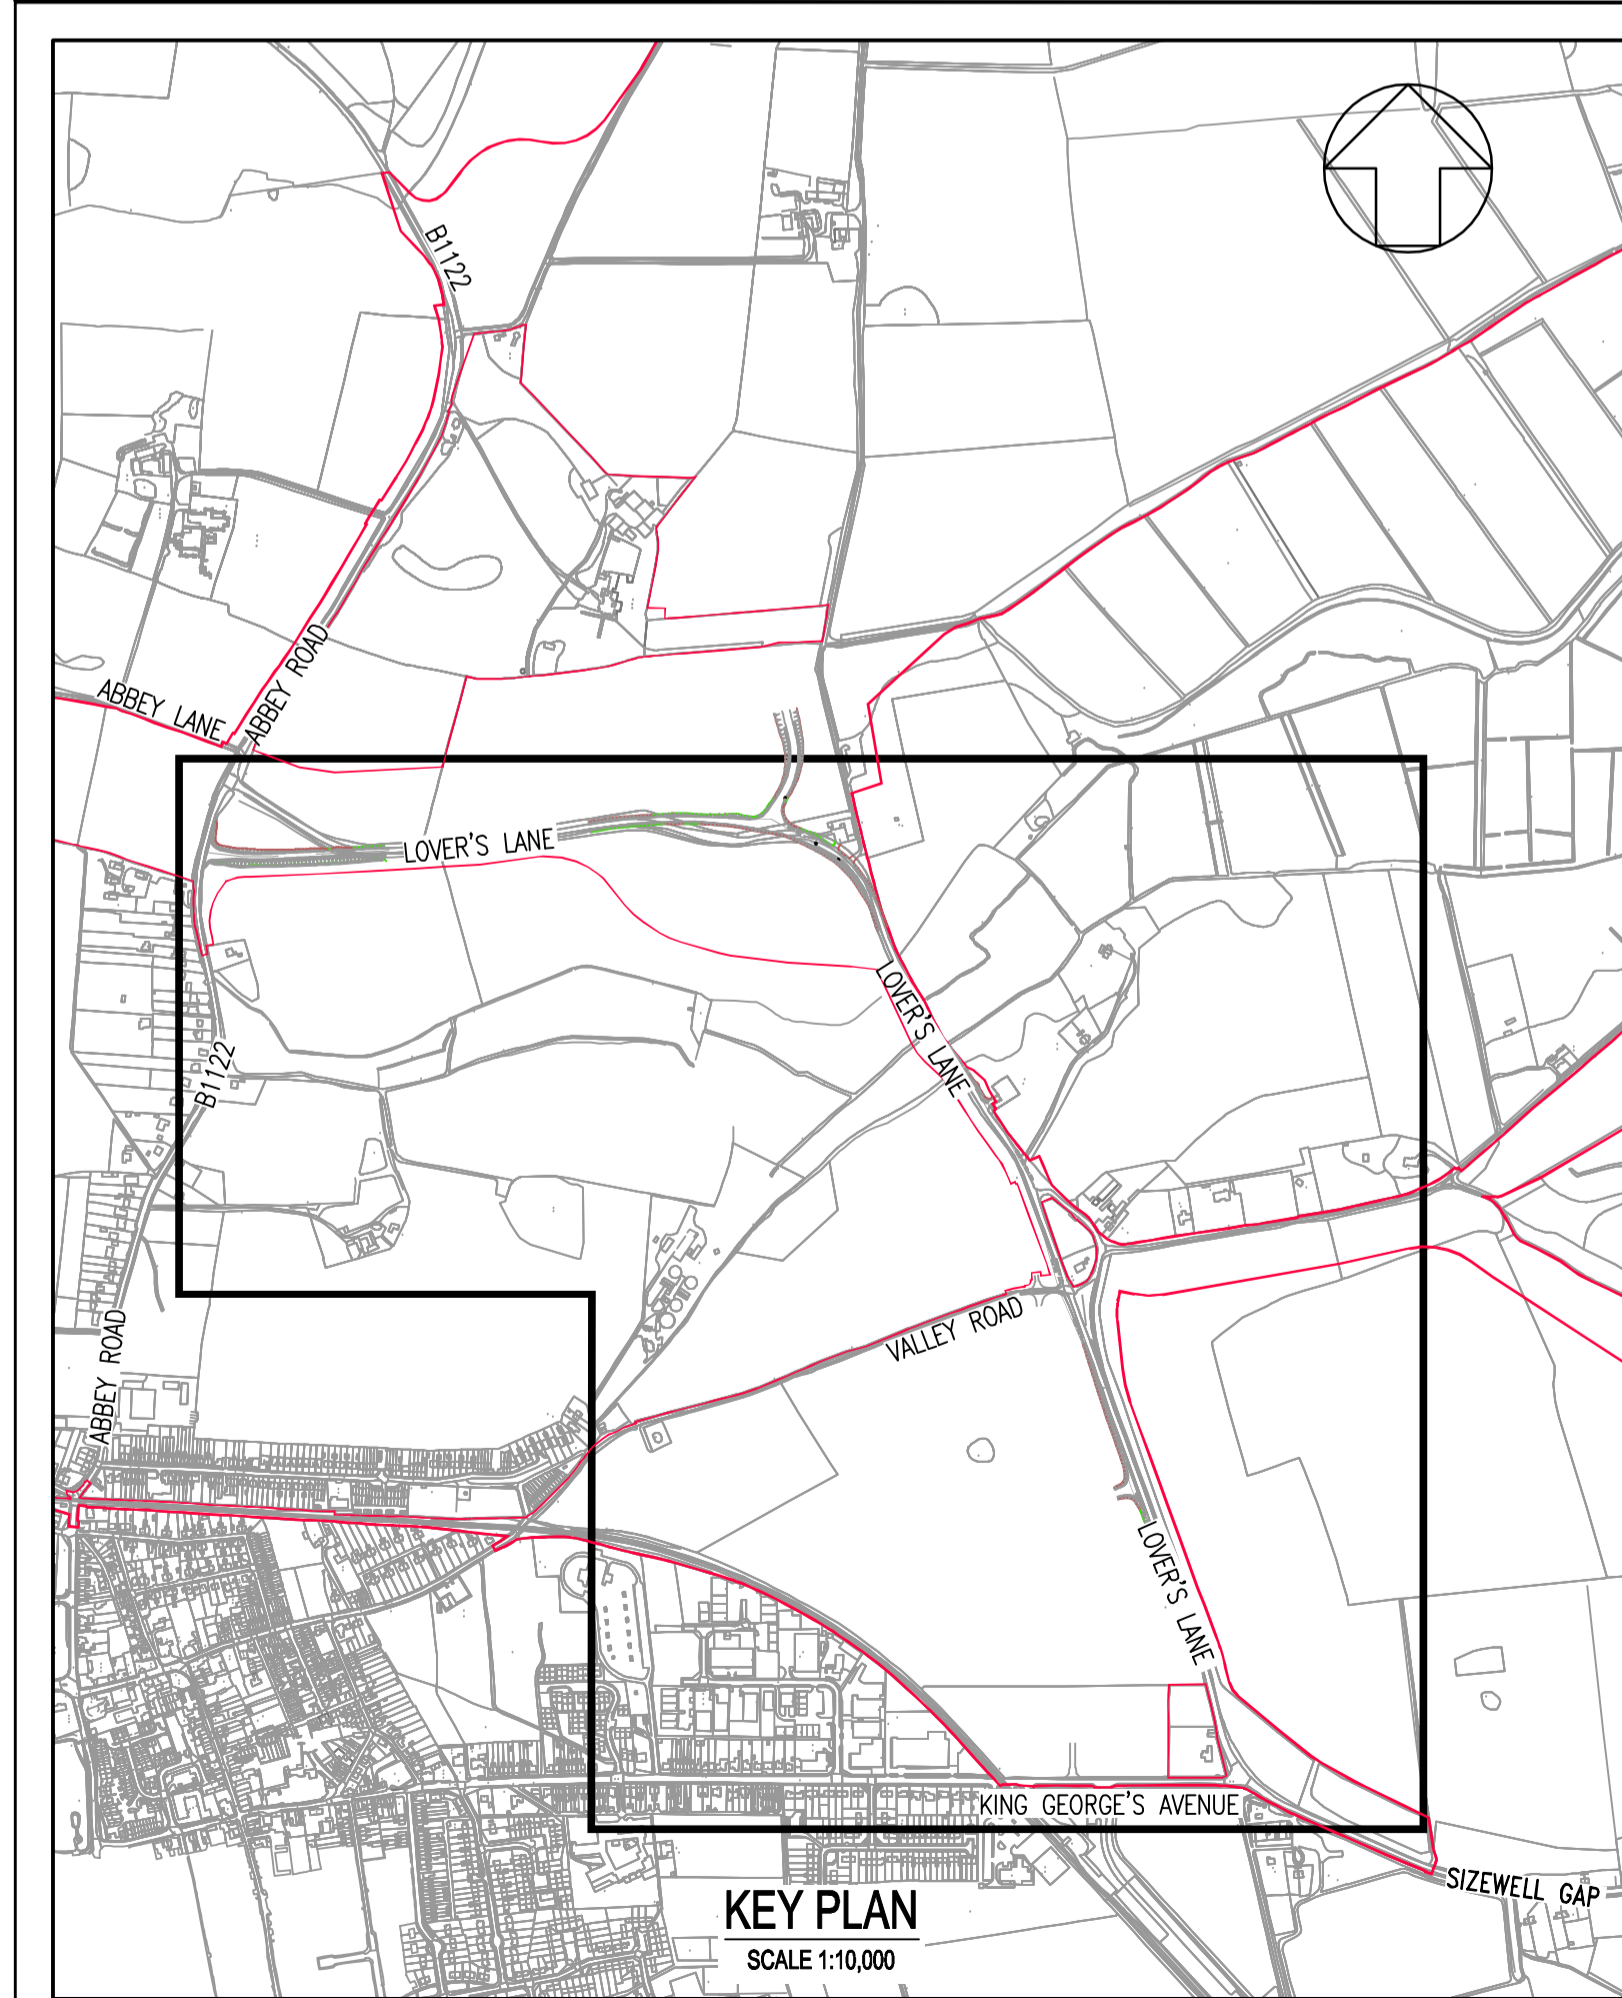 B1122
ABBEY ROAD
ABBEY LANE
LOVER'S LANE
LOVER'S LANE
B1122
VALLEY ROAD
ABBEY ROAD
LOVER'S LANE
KING GEORGE'S AVENUE
SIZEWELL GAP
KEY PLAN
SCALE 1:10,000